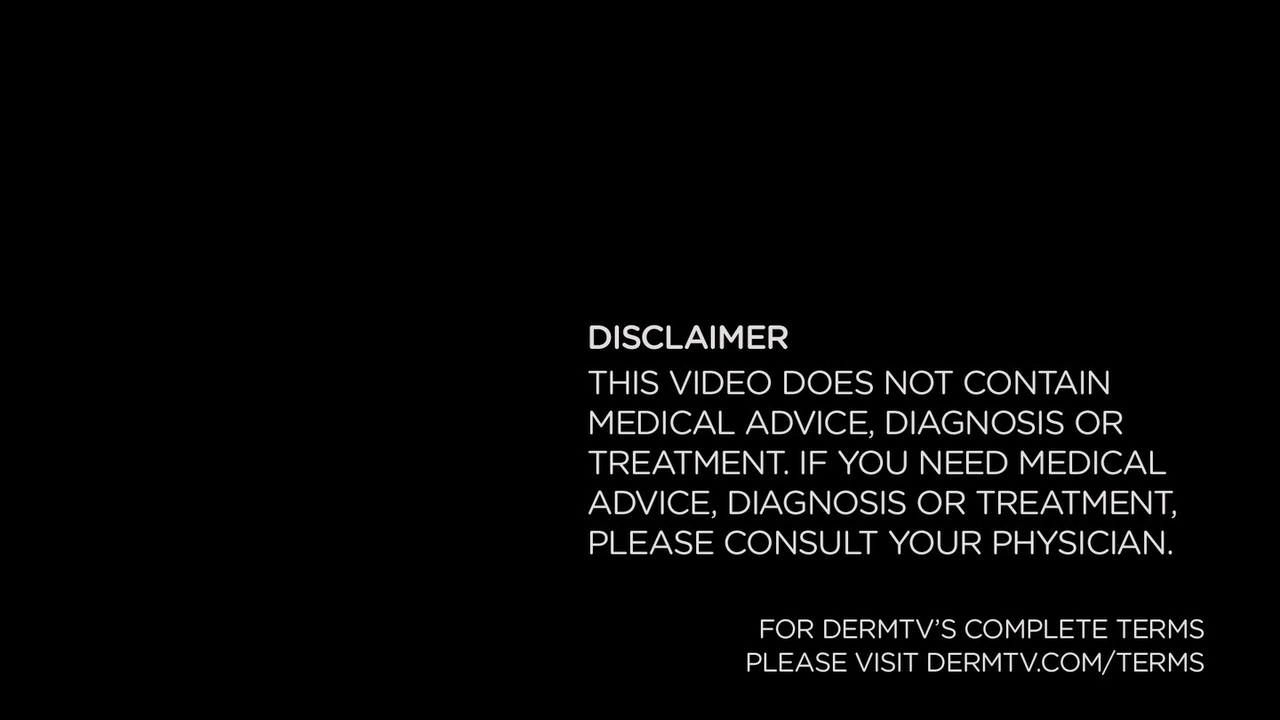 DISCLAIMER
THIS VIDEO DOES NOT CONTAIN
MEDICAL ADVICE, DIAGNOSIS OR
TREATMENT. IF YOU NEED MEDICAL
ADVICE, DIAGNOSIS OR TREATMENT,
PLEASE CONSULT YOUR PHYSICIAN.
FOR DERMTV’S COMPLETE TERMS
PLEASE VISIT DERMTV.COM/TERMS